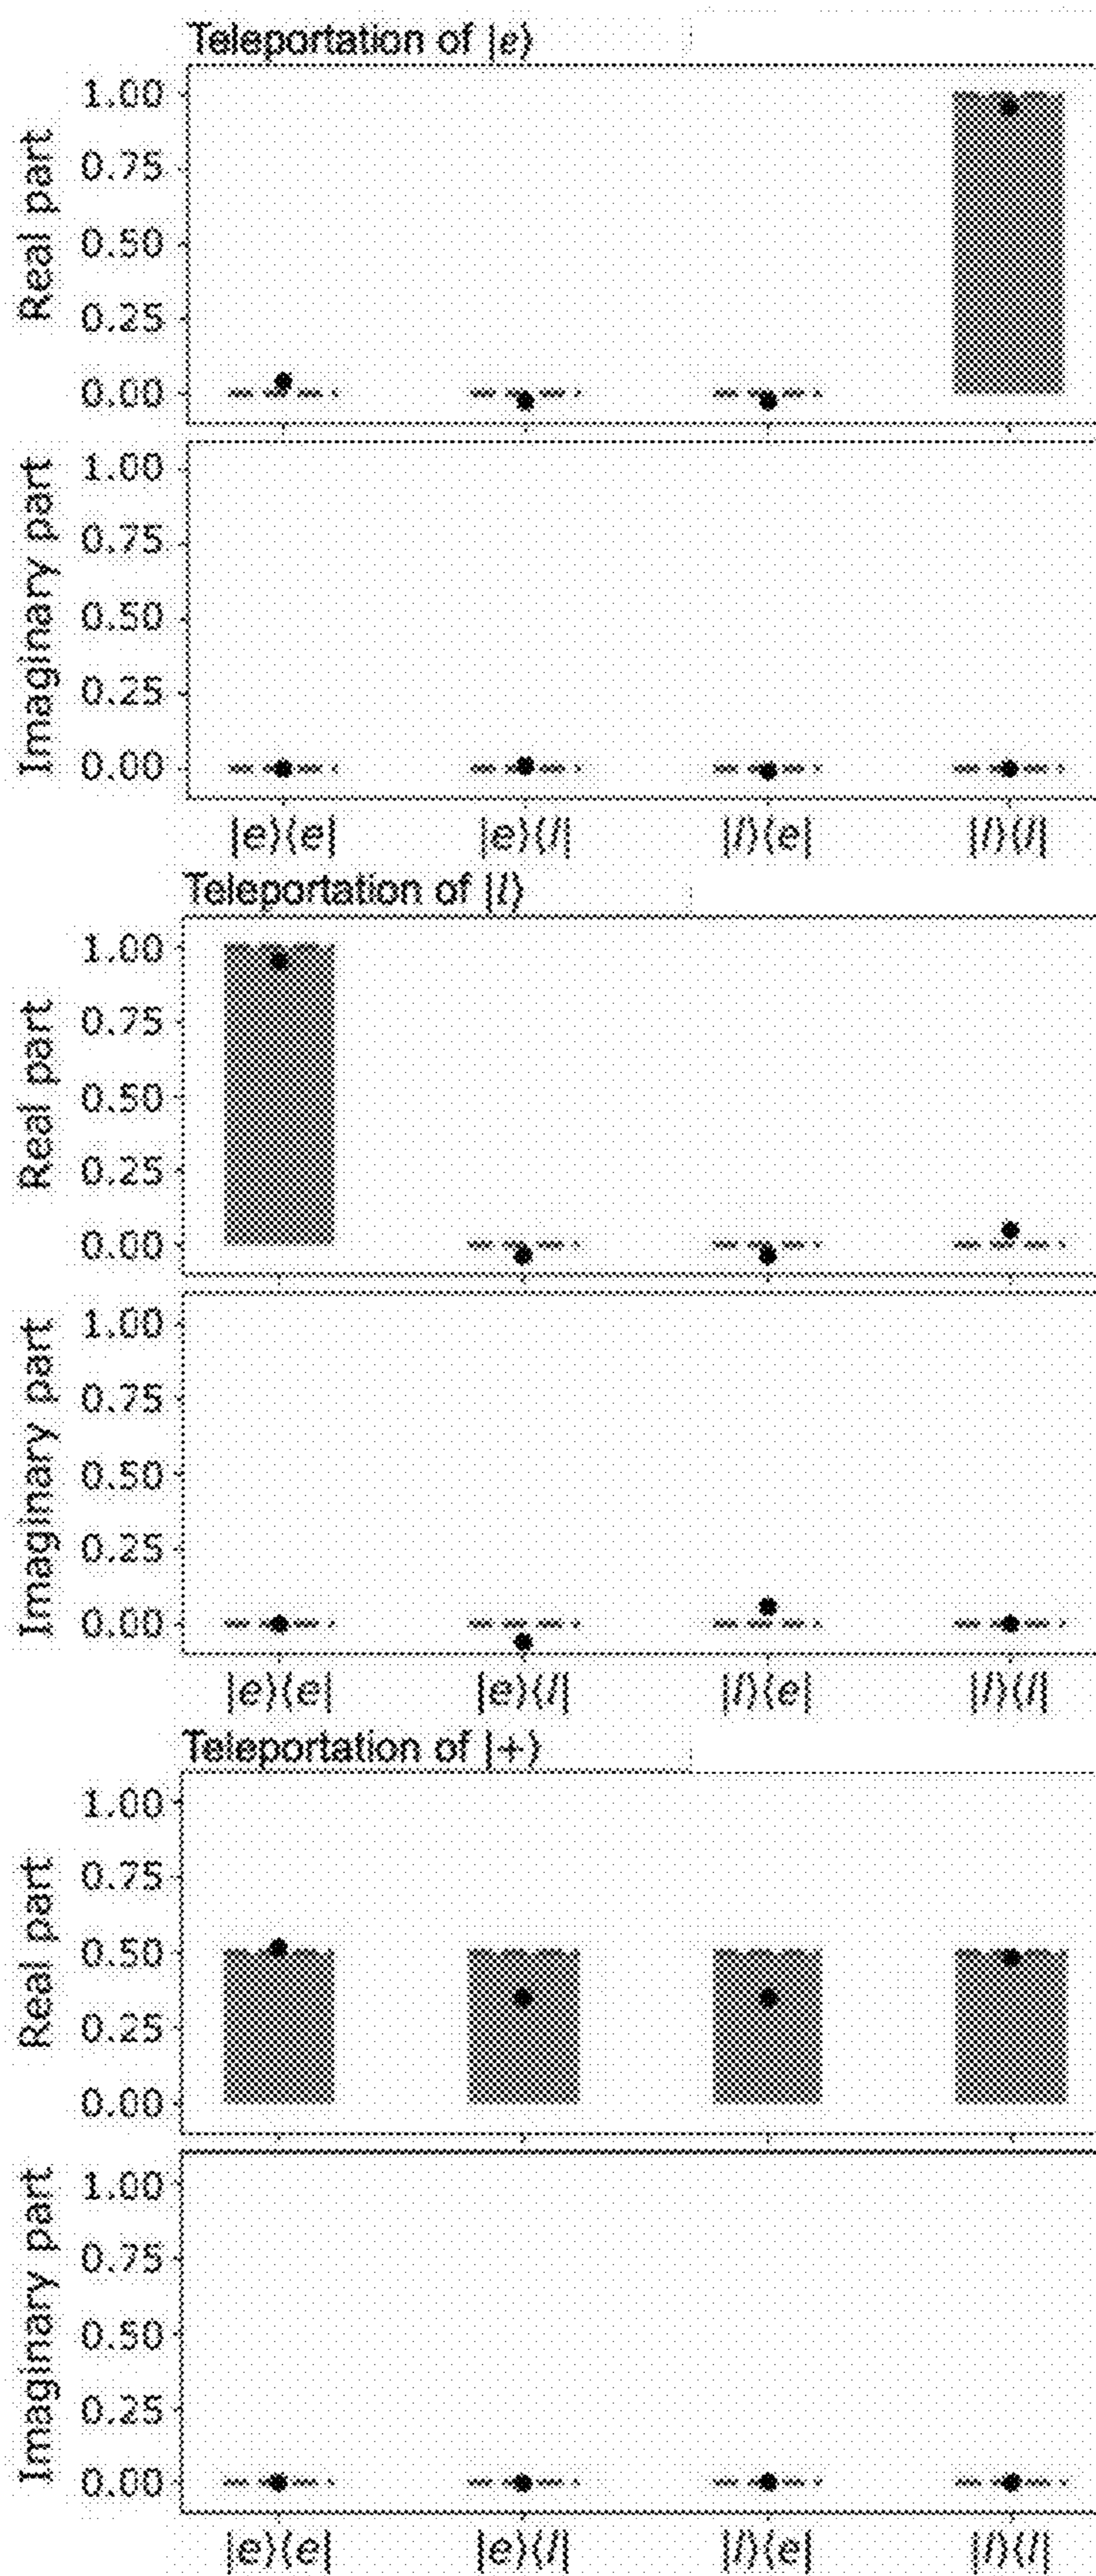 Teleportation of |e⟩
Real part
1.00
0.75
0.50
0.25
0.00
Imaginary part
1.00
0.75
0.50
0.25
0.00
|e⟩⟨e| |e⟩⟨l| |l⟩⟨e| |l⟩⟨l|
Teleportation of |l⟩
Real part
1.00
0.75
0.50
0.25
0.00
Imaginary part
1.00
0.75
0.50
0.25
0.00
|e⟩⟨e| |e⟩⟨l| |l⟩⟨e| |l⟩⟨l|
Teleportation of |+⟩
Real part
1.00
0.75
0.50
0.25
0.00
Imaginary part
1.00
0.75
0.50
0.25
0.00
|e⟩⟨e| |e⟩⟨l| |l⟩⟨e| |l⟩⟨l|